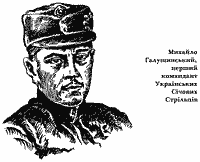 Михайло
Галущинський,
перший
командант
Українських
Січових
Стрільців